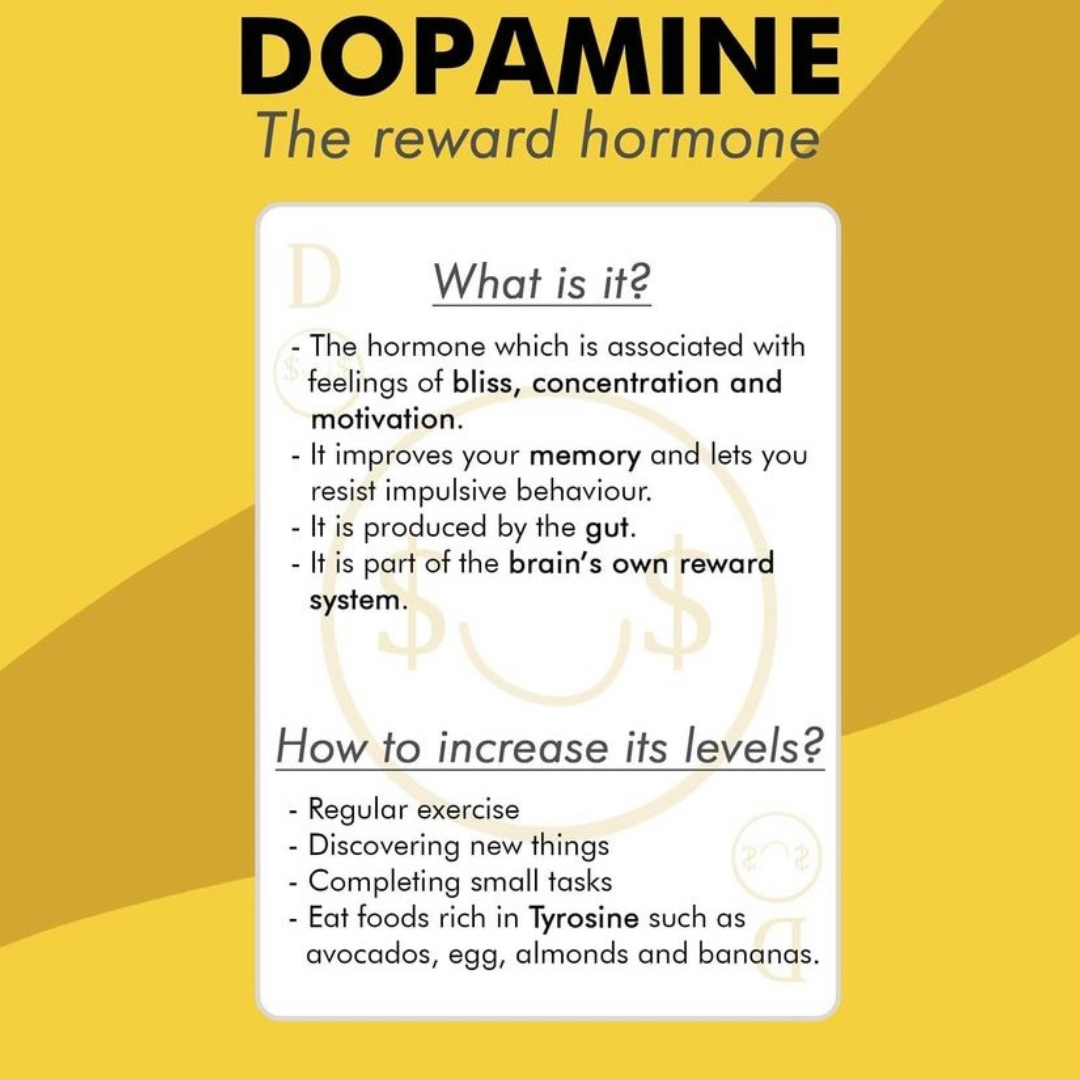 DOPAMINE
The reward hormone
D
What is it?
- The hormone which is associated with
feelings of bliss, concentration and
motivation.
- It improves your memory and lets you
resist impulsive behaviour.
- It is produced by the gut.
- It is part of the brain's own reward
system.
$ $
How to increase its levels?
- Regular exercise
- Discovering new things
- Completing small tasks
- Eat foods rich in Tyrosine such as
avocados, egg, almonds and bananas.
D